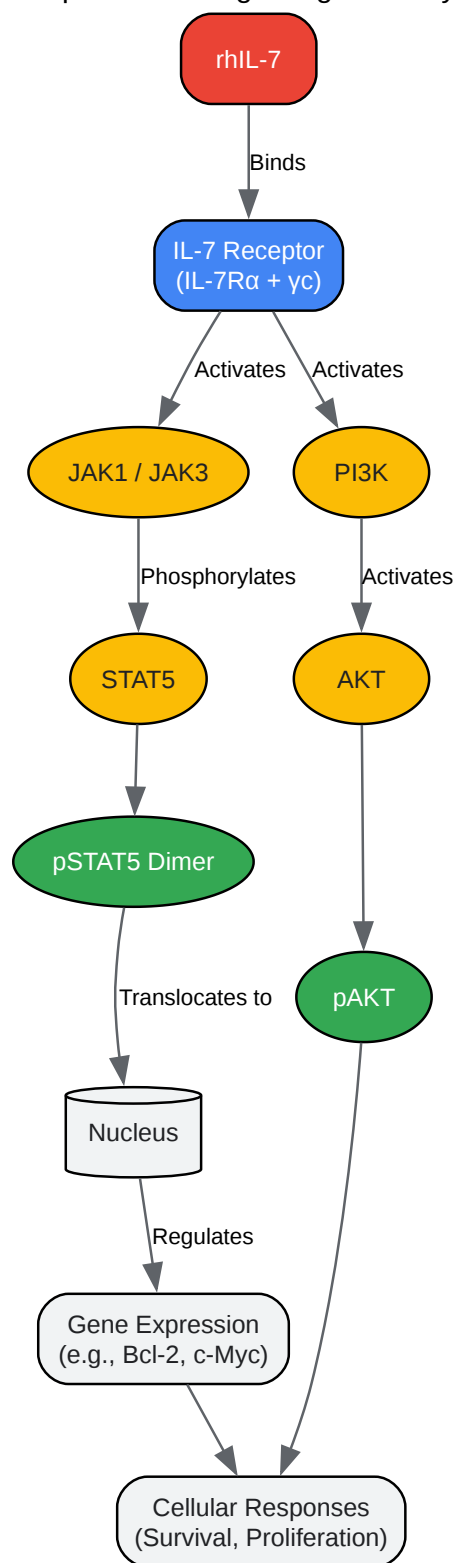 rhIL-7
Binds
IL-7 Receptor
(IL-7Rα + γc)
Activates
Activates
JAK1 / JAK3
PI3K
Phosphorylates
Activates
STAT5
AKT
pSTAT5 Dimer
Translocates to
pAKT
Nucleus
Regulates
Gene Expression
(e.g., Bcl-2, c-Myc)
Cellular Responses
(Survival, Proliferation)